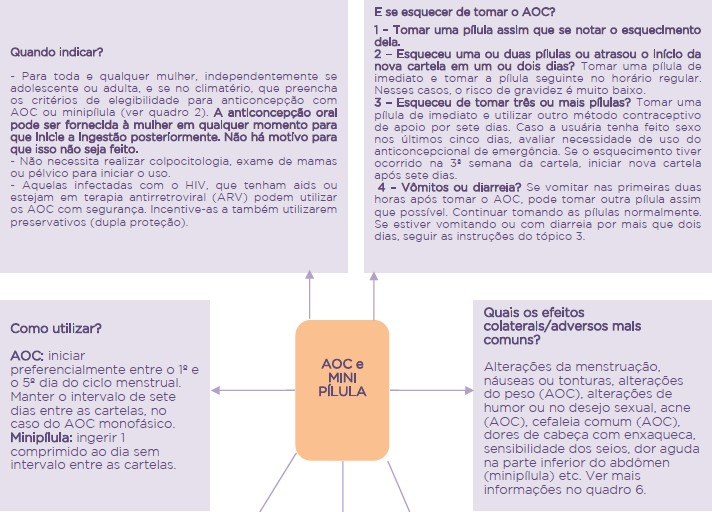 Quando indicar?
- Para toda e qualquer mulher, independentemente se
adolescente ou adulta, e se no climatério, que preencha
os critérios de elegibilidade para anticoncepção com
AOC ou minipílula (ver quadro 2). A anticoncepção oral
pode ser fornecida à mulher em qualquer momento para
que inicie a ingestão posteriormente. Não há motivo para
que isso não seja feito.
- Não necessita realizar colpocitologia, exame de mamas
ou pélvico para iniciar o uso.
- Aquelas infectadas com o HIV, que tenham aids ou
estejam em terapia antirretroviral (ARV) podem utilizar
os AOC com segurança. Incentive-as a também utilizarem
preservativos (dupla proteção).
E se esquecer de tomar o AOC?
1 – Tomar uma pílula assim que se notar o esquecimento
dela.
2 – Esqueceu uma ou duas pílulas ou atrasou o início da
nova cartela em um ou dois dias? Tomar uma pílula de
imediato e tomar a pílula seguinte no horário regular.
Nesses casos, o risco de gravidez é muito baixo.
3 – Esqueceu de tomar três ou mais pílulas? Tomar uma
pílula de imediato e utilizar outro método contraceptivo
de apoio por sete dias. Caso a usuária tenha feito sexo
nos últimos cinco dias, avaliar necessidade de uso do
anticoncepcional de emergência. Se o esquecimento tiver
ocorrido na 3ª semana da cartela, iniciar nova cartela
após sete dias.
4 – Vômitos ou diarreia? Se vomitar nas primeiras duas
horas após tomar o AOC, pode tomar outra pílula assim
que possível. Continuar tomando as pílulas normalmente.
Se estiver vomitando ou com diarreia por mais que dois
dias, seguir as instruções do tópico 3.
Como utilizar?
AOC: iniciar
preferencialmente entre o 1º e
o 5º dia do ciclo menstrual.
Manter o intervalo de sete
dias entre as cartelas, no
caso do AOC monofásico.
Minipílula: ingerir 1
comprimido ao dia sem
intervalo entre as cartelas.
AOC e
MINI
PÍLULA
Quais os efeitos
colaterais/adversos mais
comuns?
Alterações da menstruação,
náuseas ou tonturas, alterações
do peso (AOC), alterações de
humor ou no desejo sexual, acne
(AOC), cefaleia comum (AOC),
dores de cabeça com enxaqueca,
sensibilidade dos seios, dor aguda
na parte inferior do abdômen
(minipílula) etc. Ver mais
informações no quadro 6.